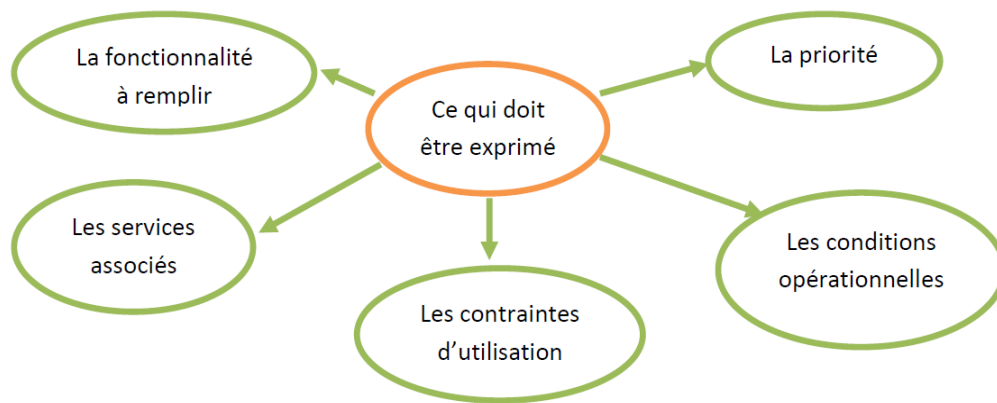 La fonctionnalité
à remplir
La priorité
Ce qui doit
être exprimé
Les services
associés
Les conditions
opérationnelles
Les contraintes
d’utilisation